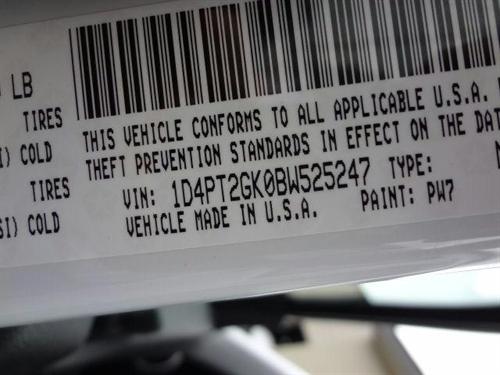 LB
TIRES
THIS VEHICLE CONFORMS TO ALL APPLICABLE U.S.A.
COLD
THEFT PREVENTION STANDARDS IN EFFECT ON THE DAT
TIRES
VIN: 1D4PT2GK0BW525247 TYPE:
COLD
VEHICLE MADE IN U.S.A. PAINT: PW7